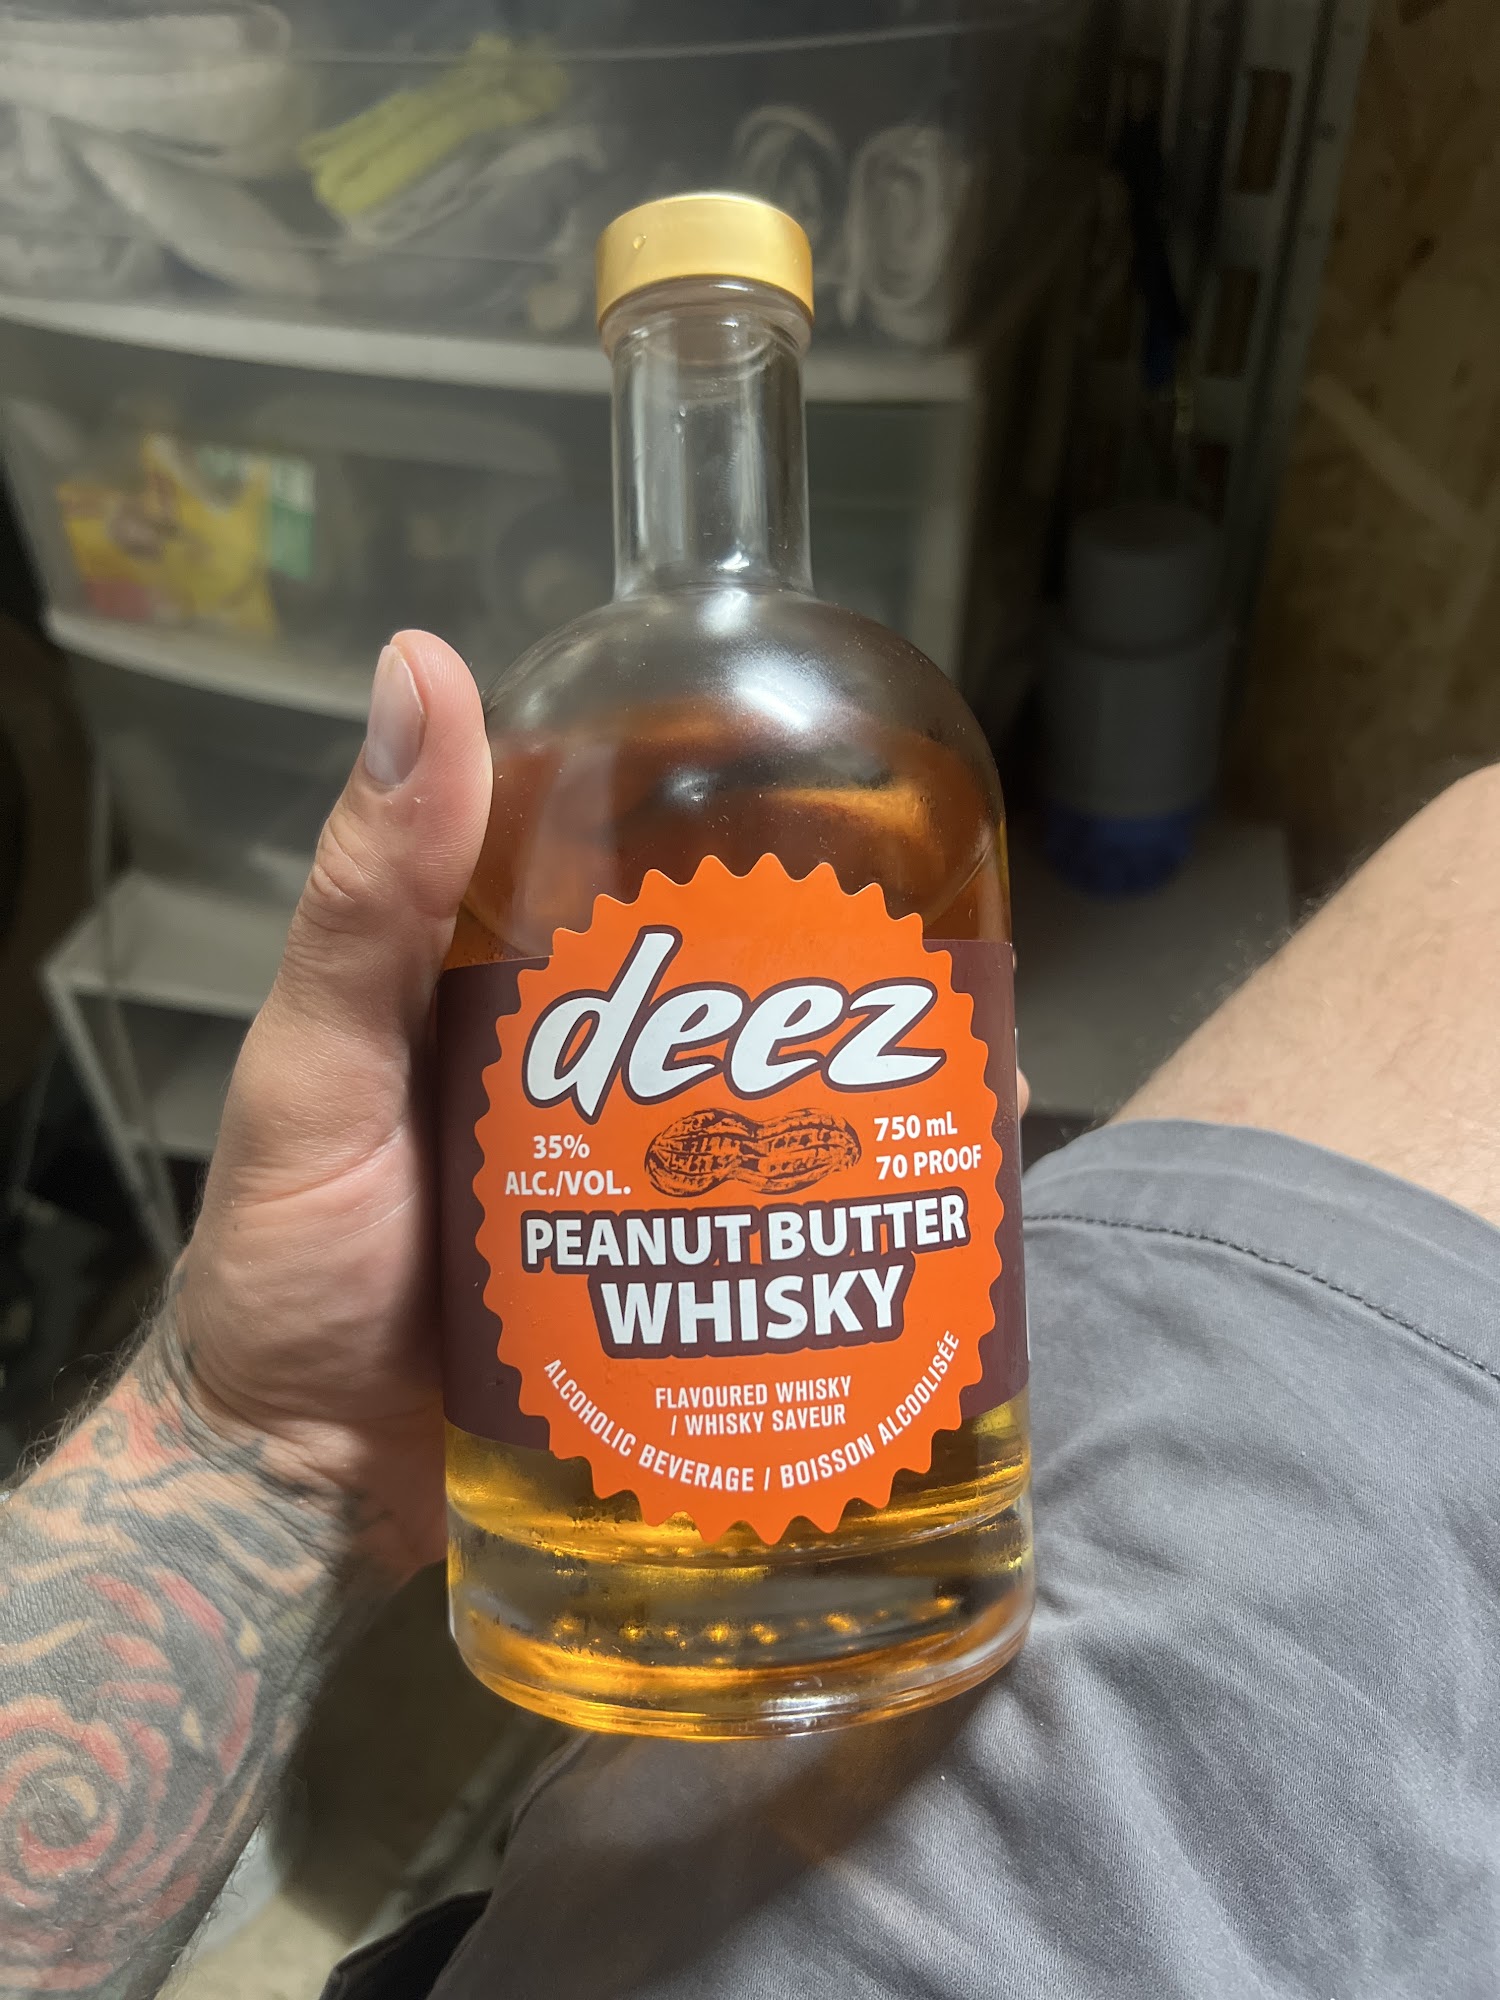 deez
35%
ALC./VOL.
750 mL
70 PROOF
PEANUT BUTTER
WHISKY
FLAVOURED WHISKY
/ WHISKY SAVEUR
ALCOHOLIC BEVERAGE / BOISSON ALCOOLISÉE